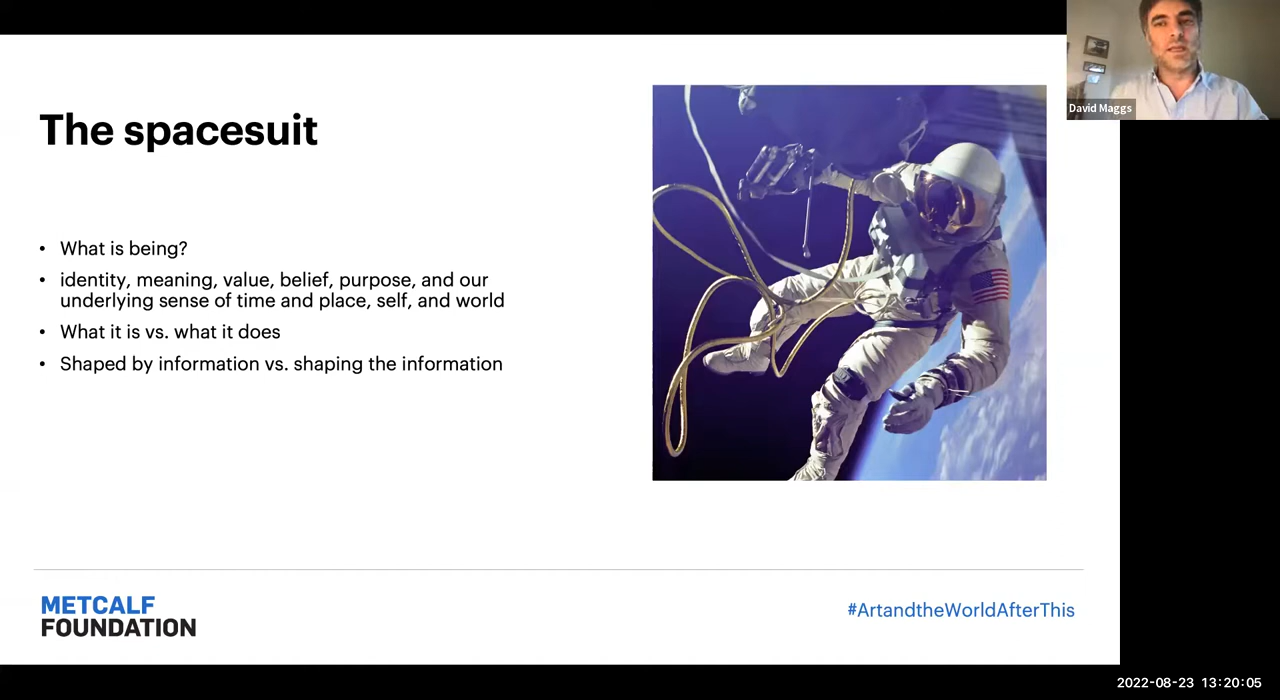 The spacesuit
• What is being?
• identity, meaning, value, belief, purpose, and our
underlying sense of time and place, self, and world
• What it is vs. what it does
• Shaped by information vs. shaping the information
David Maggs
METCALF
FOUNDATION
#ArtandtheWorldAfterThis
2022-08-23 13:20:05